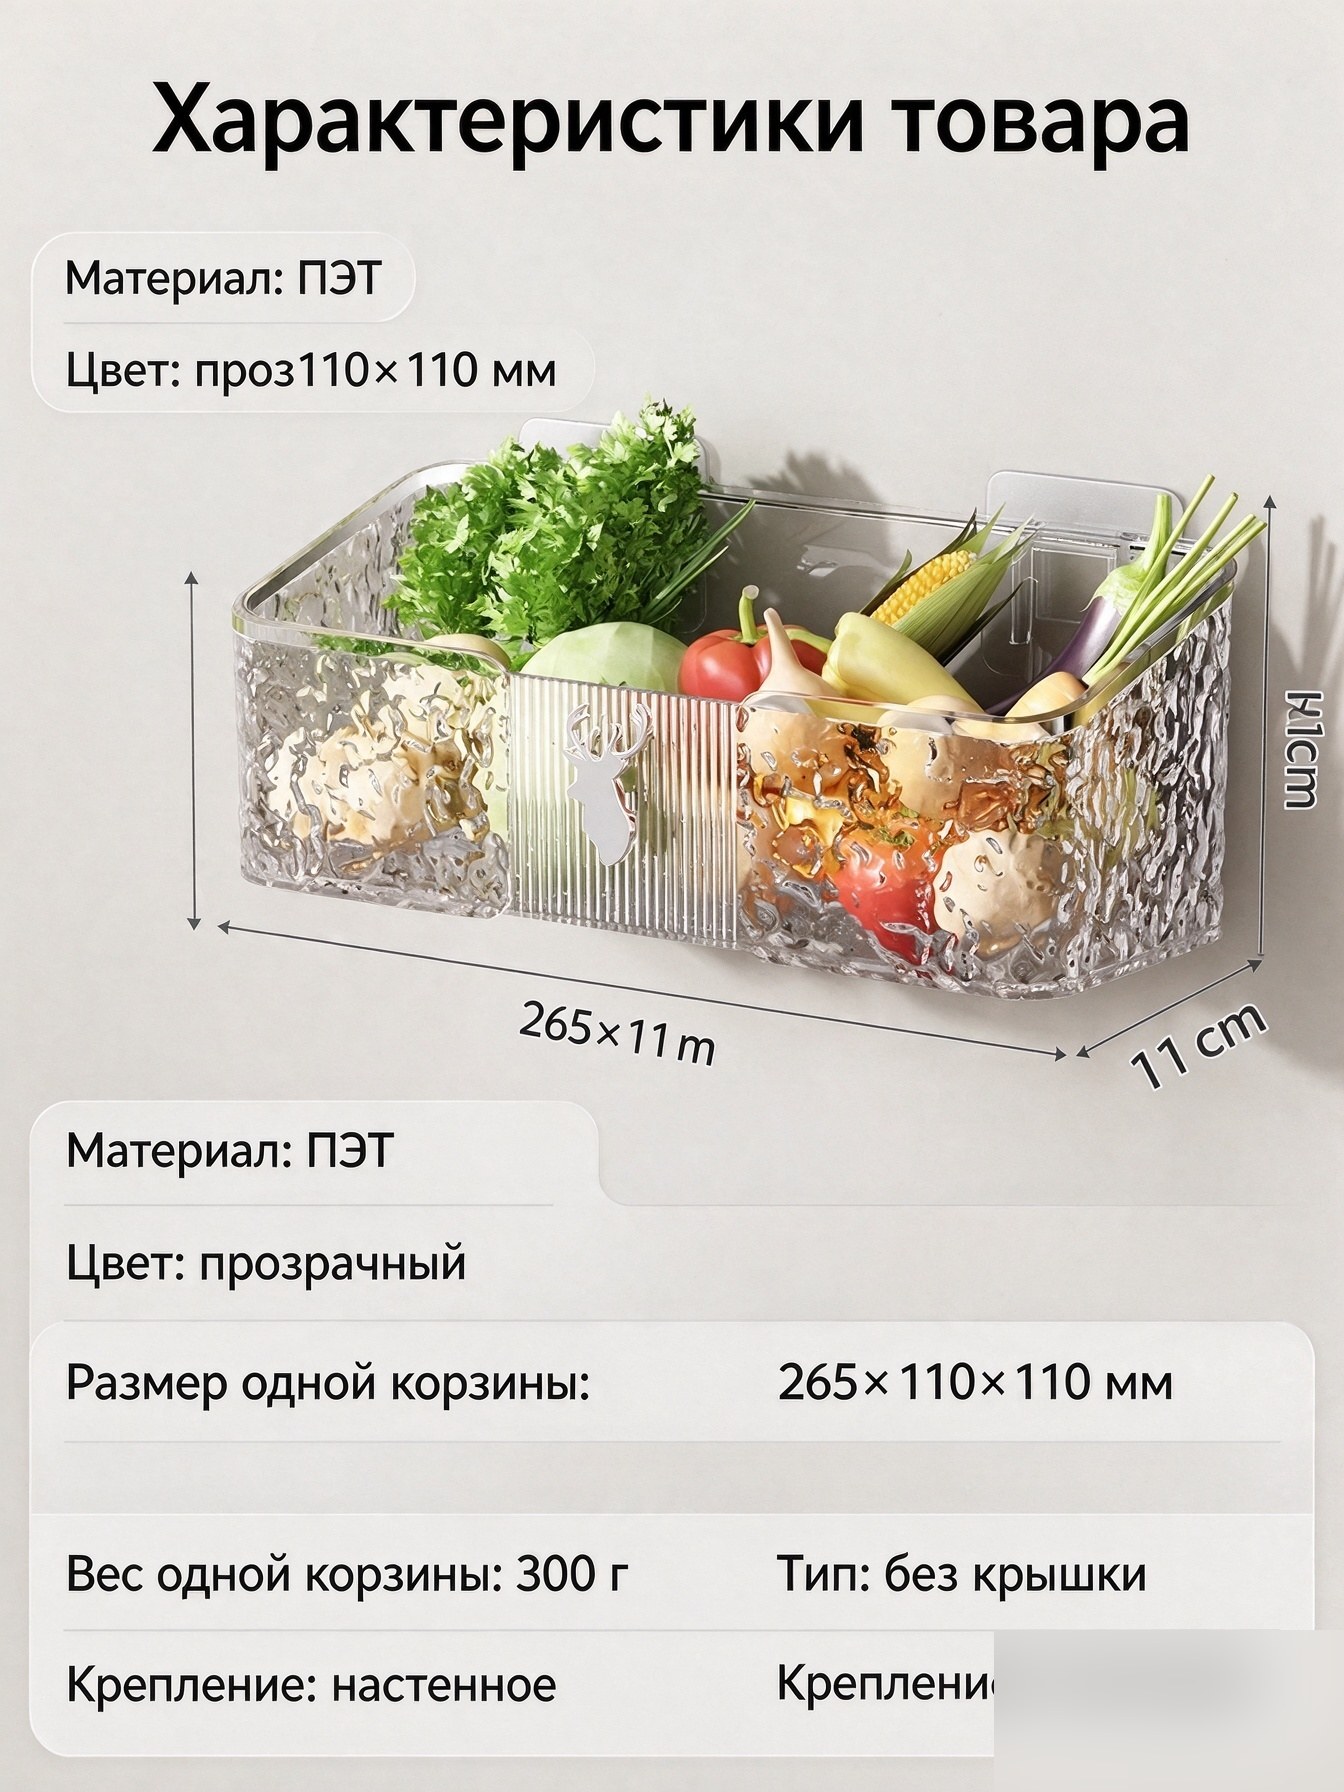 Характеристики товара
Материал: ПЭТ
Цвет: проз110×110 мм
К1cm
265×11m
11 cm
Материал: ПЭТ
Цвет: прозрачный
Размер одной корзины: 265×110×110 мм
Вес одной корзины: 300 г Тип: без крышки
Крепление: настенное